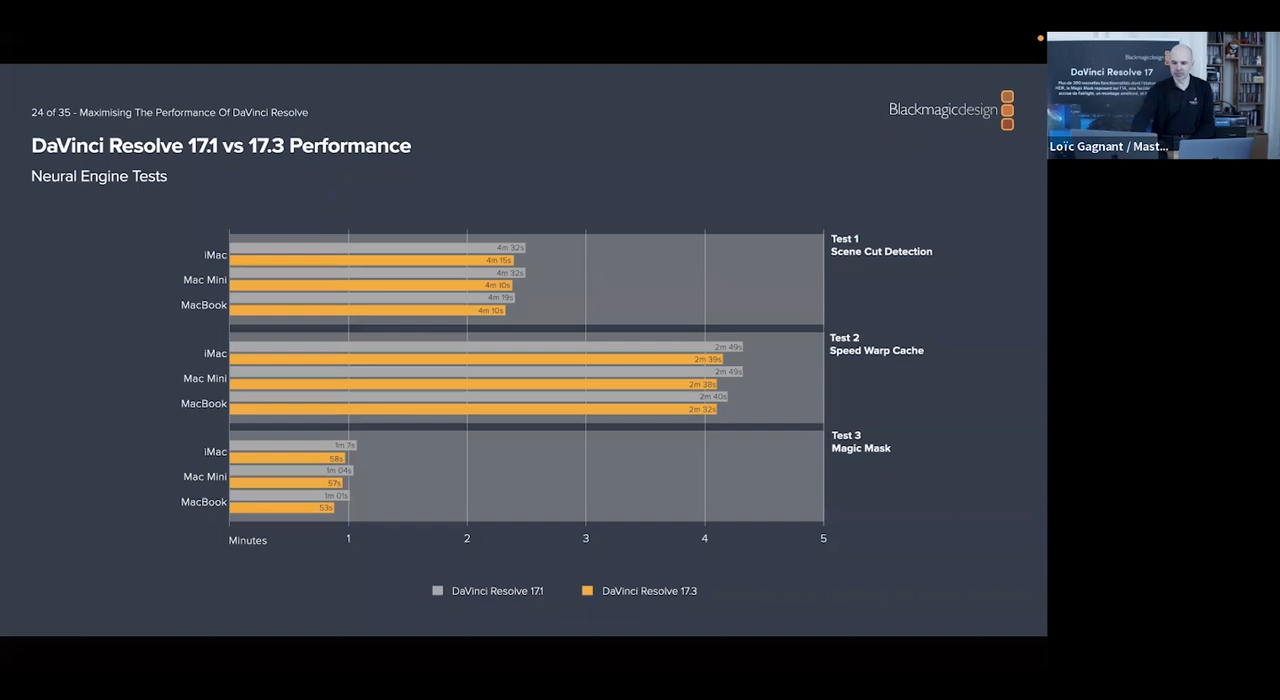 24 of 35 - Maximising The Performance Of DaVinci Resolve
Blackmagicdesign
DaVinci Resolve 17.1 vs 17.3 Performance
Neural Engine Tests
iMac
4m 32s
4m 15s
Mac Mini
4m 32s
4m 10s
MacBook
4m 19s
4m 10s
Test 1
Scene Cut Detection
iMac
2m 49s
2m 39s
Mac Mini
2m 49s
2m 38s
MacBook
2m 40s
2m 32s
Test 2
Speed Warp Cache
iMac
1m 7s
58s
Mac Mini
1m 04s
57s
MacBook
1m 01s
53s
Test 3
Magic Mask
Minutes 1 2 3 4 5
DaVinci Resolve 17.1
DaVinci Resolve 17.3
Blackmagicdesign
DaVinci Resolve 17
Loïc Gagnant / Mast...